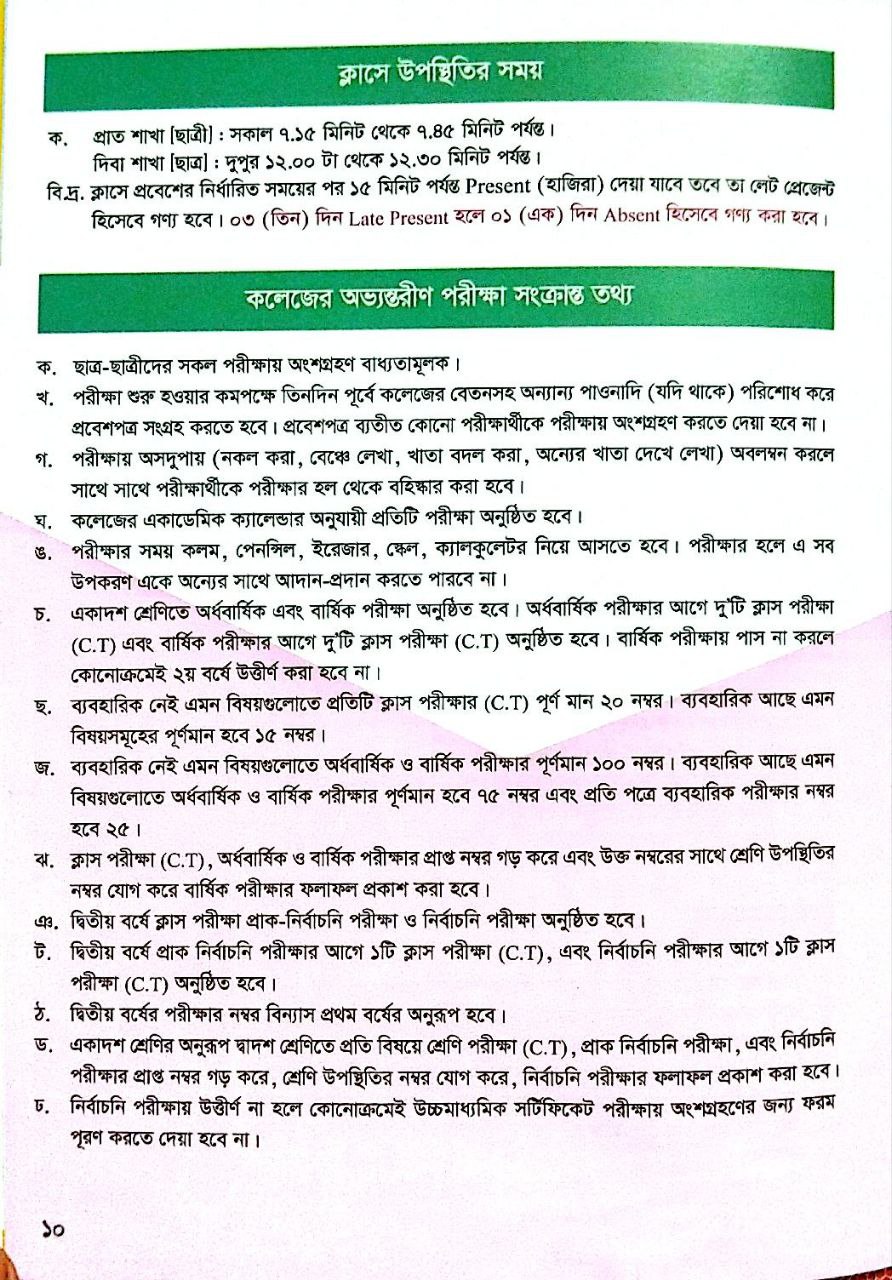 ক্লাসে উপস্থিতির সময়
ক. প্রাত শাখা [ছাত্রী] : সকাল ৭.১৫ মিনিট থেকে ৭.৪৫ মিনিট পর্যন্ত।
দিবা শাখা [ছাত্র] : দুপুর ১২.০০ টা থেকে ১২.৩০ মিনিট পর্যন্ত।
বি.দ্র. ক্লাসে প্রবেশের নির্ধারিত সময়ের পর ১৫ মিনিট পর্যন্ত Present (হাজিরা) দেয়া যাবে তবে তা লেট প্রেজেন্ট
হিসেবে গণ্য হবে। ০৩ (তিন) দিন Late Present হলে ০১ (এক) দিন Absent হিসেবে গণ্য করা হবে।
কলেজের অভ্যন্তরীণ পরীক্ষা সংক্রান্ত তথ্য
ক. ছাত্র-ছাত্রীদের সকল পরীক্ষায় অংশগ্রহণ বাধ্যতামূলক।
খ. পরীক্ষা শুরু হওয়ার কমপক্ষে তিনদিন পূর্বে কলেজের বেতনসহ অন্যান্য পাওনাদি (যদি থাকে) পরিশোধ করে
প্রবেশপত্র সংগ্রহ করতে হবে। প্রবেশপত্র ব্যতীত কোনো পরীক্ষার্থীকে পরীক্ষায় অংশগ্রহণ করতে দেয়া হবে না।
গ. পরীক্ষায় অসদুপায় (নকল করা, বেঞ্চে লেখা, খাতা বদল করা, অন্যের খাতা দেখে লেখা) অবলম্বন করলে
সাথে সাথে পরীক্ষার্থীকে পরীক্ষার হল থেকে বহিষ্কার করা হবে।
ঘ. কলেজের একাডেমিক ক্যালেন্ডার অনুযায়ী প্রতিটি পরীক্ষা অনুষ্ঠিত হবে।
ঙ. পরীক্ষার সময় কলম, পেনসিল, ইরেজার, স্কেল, ক্যালকুলেটর নিয়ে আসতে হবে। পরীক্ষার হলে এ সব
উপকরণ একে অন্যের সাথে আদান-প্রদান করতে পারবে না।
চ. একাদশ শ্রেণিতে অর্ধবার্ষিক এবং বার্ষিক পরীক্ষা অনুষ্ঠিত হবে। অর্ধবার্ষিক পরীক্ষার আগে দু'টি ক্লাস পরীক্ষা
(C.T) এবং বার্ষিক পরীক্ষার আগে দু'টি ক্লাস পরীক্ষা (C.T) অনুষ্ঠিত হবে। বার্ষিক পরীক্ষায় পাস না করলে
কোনোক্রমেই ২য় বর্ষে উত্তীর্ণ করা হবে না।
ছ. ব্যবহারিক নেই এমন বিষয়গুলোতে প্রতিটি ক্লাস পরীক্ষার (C.T) পূর্ণ মান ২০ নম্বর। ব্যবহারিক আছে এমন
বিষয়সমূহের পূর্ণমান হবে ১৫ নম্বর।
জ. ব্যবহারিক নেই এমন বিষয়গুলোতে অর্ধবার্ষিক ও বার্ষিক পরীক্ষার পূর্ণমান ১০০ নম্বর। ব্যবহারিক আছে এমন
বিষয়গুলোতে অর্ধবার্ষিক ও বার্ষিক পরীক্ষার পূর্ণমান হবে ৭৫ নম্বর এবং প্রতি পত্রে ব্যবহারিক পরীক্ষার নম্বর
হবে ২৫।
ঝ. ক্লাস পরীক্ষা (C.T), অর্ধবার্ষিক ও বার্ষিক পরীক্ষার প্রাপ্ত নম্বর গড় করে এবং উক্ত নম্বরের সাথে শ্রেণি উপস্থিতির
নম্বর যোগ করে বার্ষিক পরীক্ষার ফলাফল প্রকাশ করা হবে।
ঞ. দ্বিতীয় বর্ষে ক্লাস পরীক্ষা প্রাক-নির্বাচনি পরীক্ষা ও নির্বাচনি পরীক্ষা অনুষ্ঠিত হবে।
ট. দ্বিতীয় বর্ষে প্রাক নির্বাচনি পরীক্ষার আগে ১টি ক্লাস পরীক্ষা (C.T), এবং নির্বাচনি পরীক্ষার আগে ১টি ক্লাস
পরীক্ষা (C.T) অনুষ্ঠিত হবে।
ঠ. দ্বিতীয় বর্ষের পরীক্ষার নম্বর বিন্যাস প্রথম বর্ষের অনুরূপ হবে।
ড. একাদশ শ্রেণির অনুরূপ দ্বাদশ শ্রেণিতে প্রতি বিষয়ে শ্রেণি পরীক্ষা (C.T), প্রাক নির্বাচনি পরীক্ষা, এবং নির্বাচনি
পরীক্ষার প্রাপ্ত নম্বর গড় করে, শ্রেণি উপস্থিতির নম্বর যোগ করে, নির্বাচনি পরীক্ষার ফলাফল প্রকাশ করা হবে।
ঢ. নির্বাচনি পরীক্ষায় উত্তীর্ণ না হলে কোনোক্রমেই উচ্চমাধ্যমিক সার্টিফিকেট পরীক্ষায় অংশগ্রহণের জন্য ফরম
পূরণ করতে দেয়া হবে না।
১০